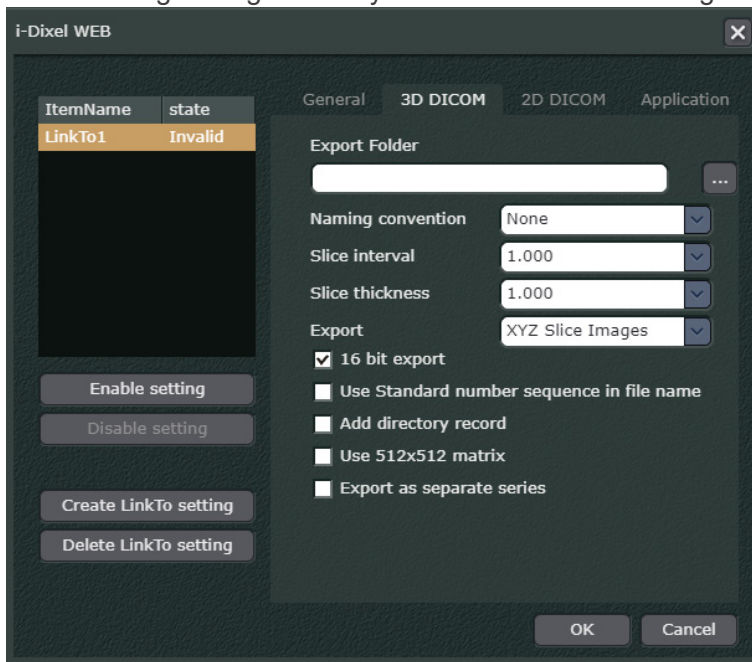 i-Dixel WEB
ItemName state
LinkTo1 Invalid
Enable setting
Disable setting
Create LinkTo setting
Delete LinkTo setting
General 3D DICOM 2D DICOM Application
Export Folder
...
Naming convention None
Slice interval 1.000
Slice thickness 1.000
Export XYZ Slice Images
16 bit export
Use Standard number sequence in file name
Add directory record
Use 512x512 matrix
Export as separate series
OK Cancel